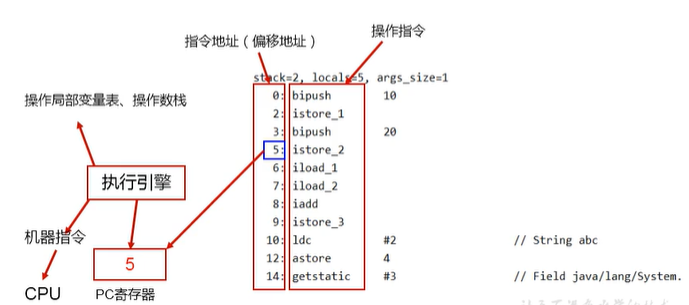 操作指令
指令地址（偏移地址）
stack=2, locals=5, args_size=1
操作局部变量表、操作数栈
0: bipush 10
2: istore_1
3: bipush 20
5: istore_2
6: iload_1
7: iload_2
8: iadd
9: istore_3
10: ldc #2 // String abc
12: astore 4
14: getstatic #3 // Field java/lang/System.
执行引擎
机器指令
5
CPU
PC寄存器